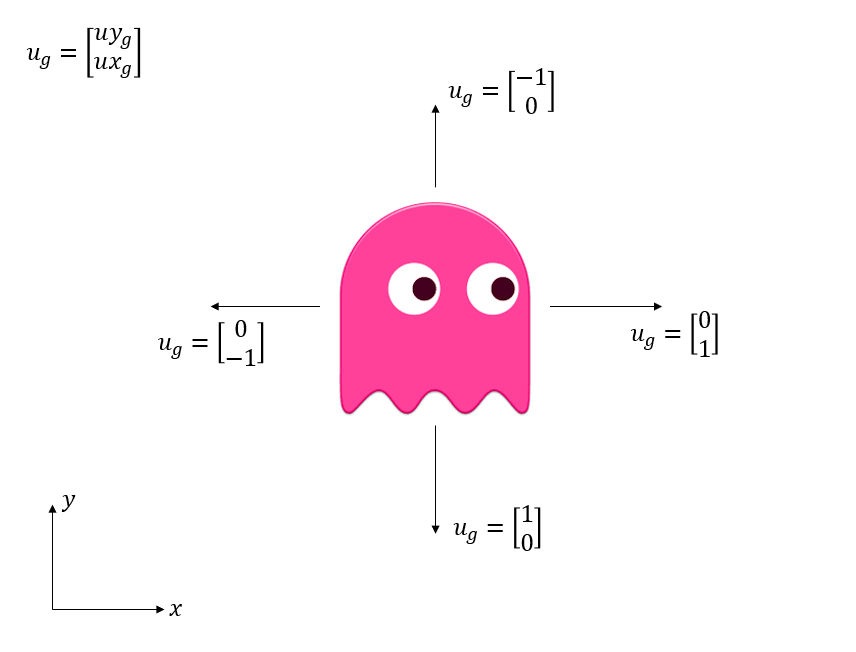 u_g = [uy_g
ux_g]
u_g = [−1
0]
u_g = [0
−1]
u_g = [0
1]
u_g = [1
0]
y
x